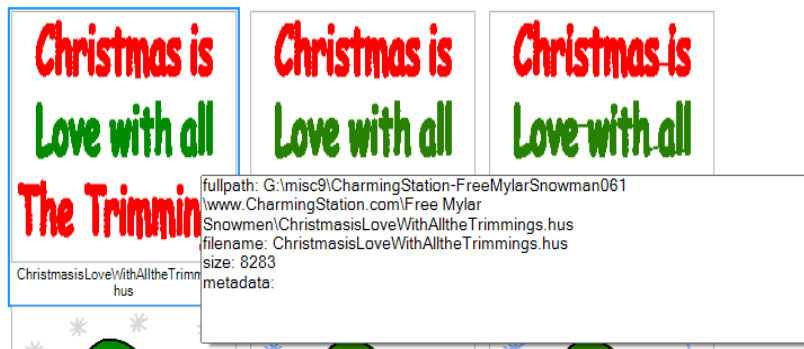 Christmas is
Love with all
The Trimmin
ChristmasisLoveWithAlltheTrimm
hus
Christmas is
Love with all
Christmas is
Love with all
fullpath: G:\misc9\CharmingStation-FreeMylarSnowman061
\www.CharmingStation.com\Free Mylar
Snowmen\ChristmasisLoveWithAlltheTrimmings.hus
filename: ChristmasisLoveWithAlltheTrimmings.hus
size: 8283
metadata: